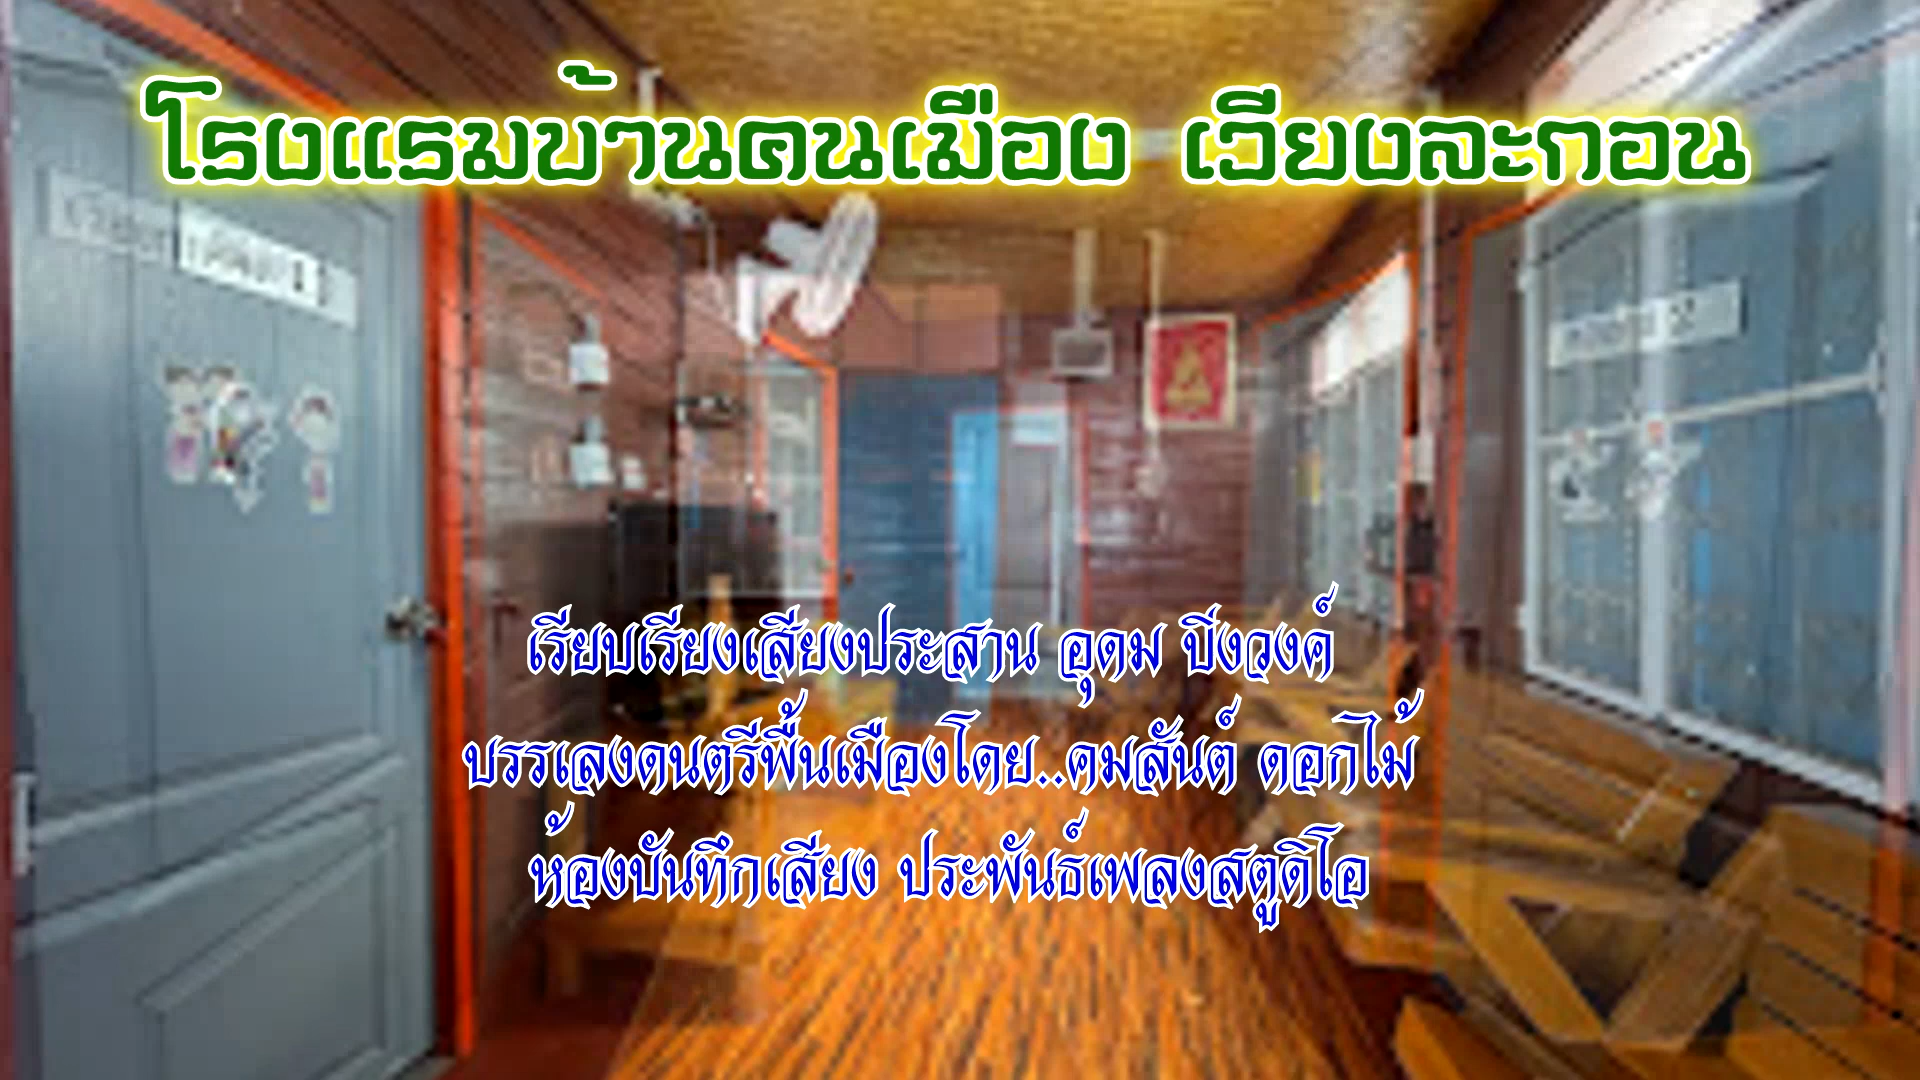 โรงแรมบ้านคนเมือง เวียงละกอน
เรียบเรียงเสียงประสาน อุดม ปิงวงค์
บรรเลงดนตรีพื้นเมืองโดย..คมสันต์ ดอกไม้
ห้องบันทึกเสียง ประพันธ์เพลงสตูดิโอ